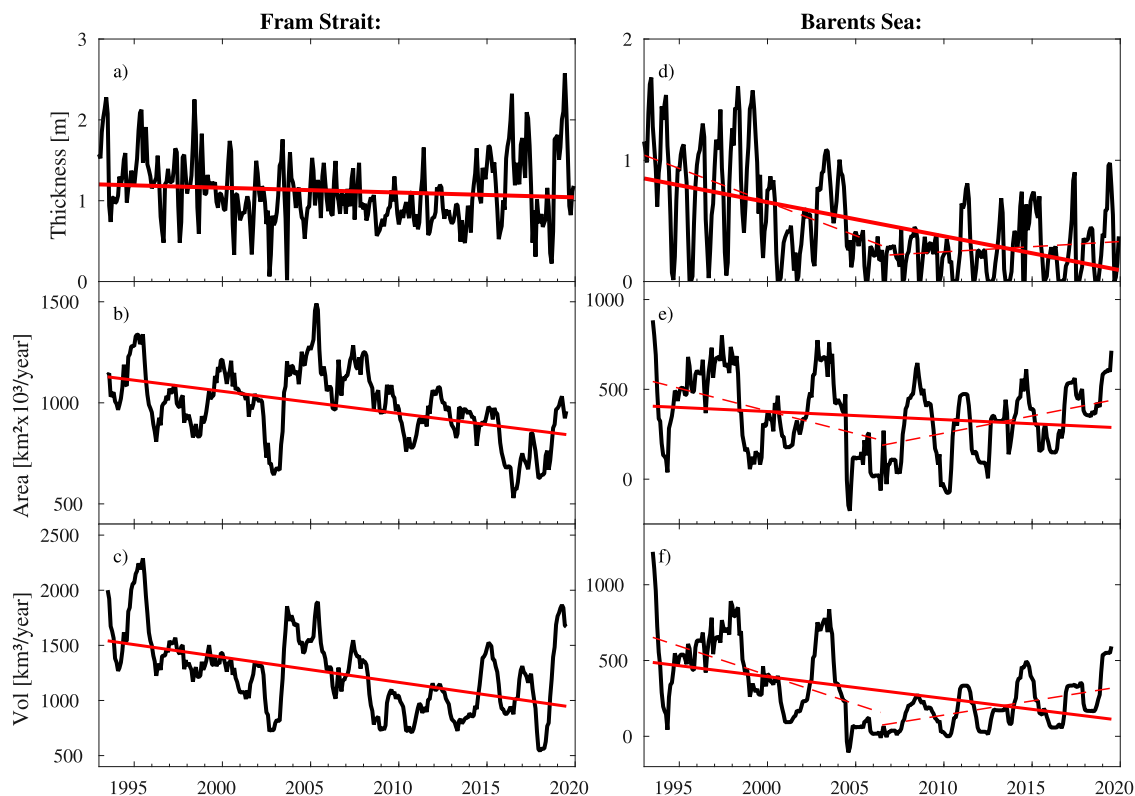 Fram Strait:
Barents Sea:
a)
Thickness [m]
3
2
1
0
d)
2
1
0
b)
Area [km²x10³/year]
1500
1000
500
e)
1000
500
0
c)
Vol [km³/year]
2500
2000
1500
1000
500
f)
1000
500
0
1995 2000 2005 2010 2015 2020
1995 2000 2005 2010 2015 2020